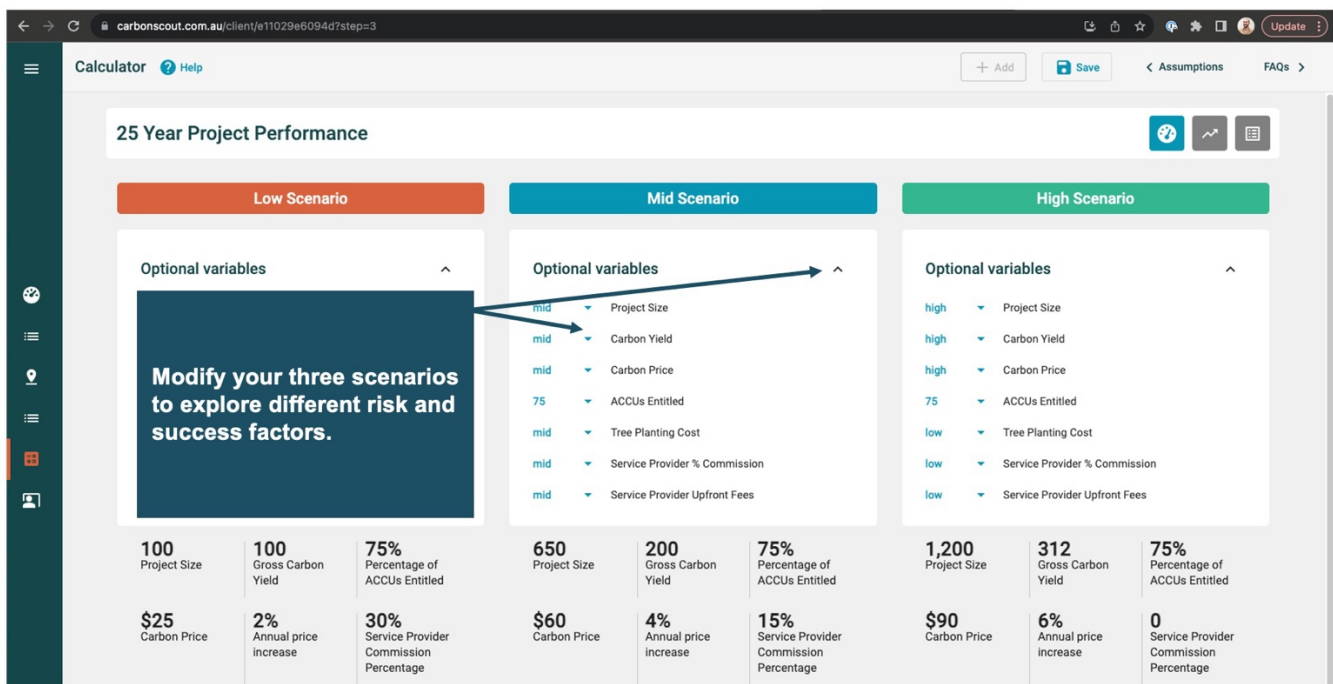 carbonscout.com.au/client/e11029e6094d?step=3
Update
Calculator
? Help
+ Add
Save
< Assumptions
FAQs >
25 Year Project Performance
Low Scenario
Mid Scenario
High Scenario
Optional variables
Modify your three scenarios
to explore different risk and
success factors.
Optional variables
mid Project Size
mid Carbon Yield
mid Carbon Price
75 ACCUs Entitled
mid Tree Planting Cost
mid Service Provider % Commission
mid Service Provider Upfront Fees
Optional variables
high Project Size
high Carbon Yield
high Carbon Price
75 ACCUs Entitled
low Tree Planting Cost
low Service Provider % Commission
low Service Provider Upfront Fees
100
Project Size
100
Gross Carbon
Yield
75%
Percentage of
ACCUs Entitled
$25
Carbon Price
2%
Annual price
increase
30%
Service Provider
Commission
Percentage
650
Project Size
200
Gross Carbon
Yield
75%
Percentage of
ACCUs Entitled
$60
Carbon Price
4%
Annual price
increase
15%
Service Provider
Commission
Percentage
1,200
Project Size
312
Gross Carbon
Yield
75%
Percentage of
ACCUs Entitled
$90
Carbon Price
6%
Annual price
increase
0
Service Provider
Commission
Percentage